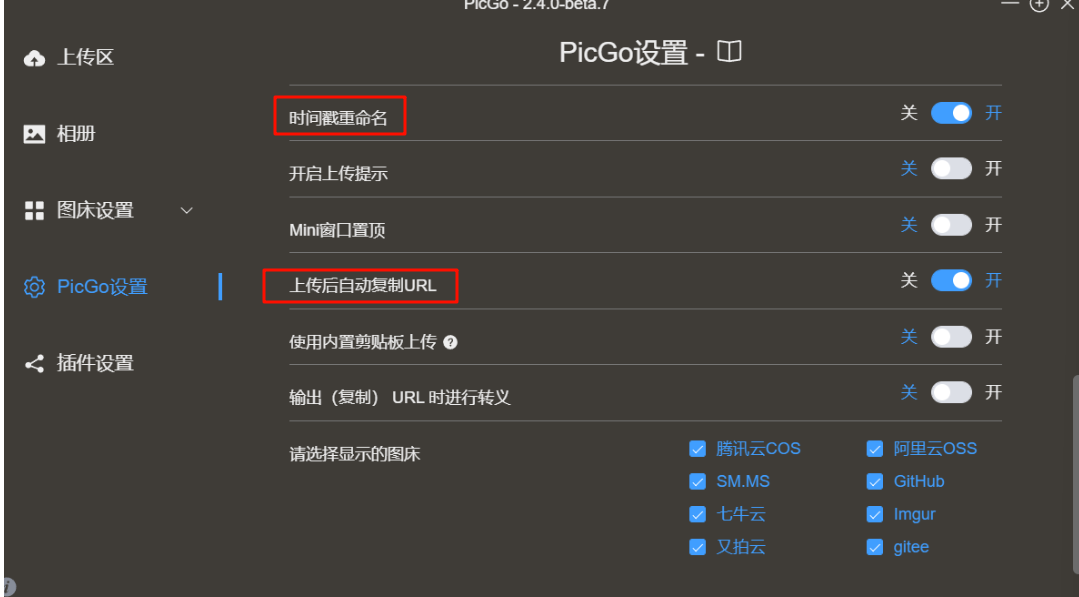 PicGo - 2.4.0-beta.7
上传区
相册
图床设置
PicGo设置
插件设置
PicGo设置 -
时间戳重命名 关 开
开启上传提示 关 开
Mini窗口置顶 关 开
上传后自动复制URL 关 开
使用内置剪贴板上传 ? 关 开
输出（复制） URL 时进行转义 关 开
请选择显示的图床 腾讯云COS 阿里云OSS
SM.MS GitHub
七牛云 Imgur
又拍云 gitee